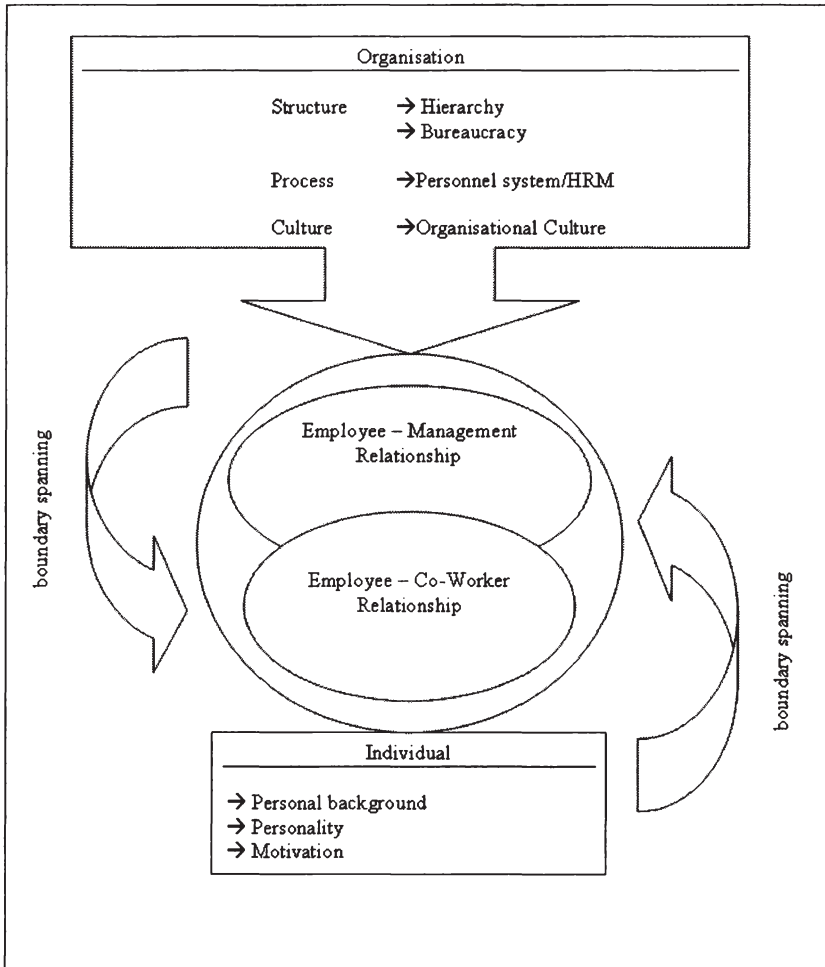 Organisation
Structure → Hierarchy
→ Bureaucracy
Process →Personnel system/HRM
Culture →Organisational Culture
boundary spanning
Employee – Management
Relationship
Employee – Co-Worker
Relationship
boundary spanning
Individual
→ Personal background
→ Personality
→ Motivation